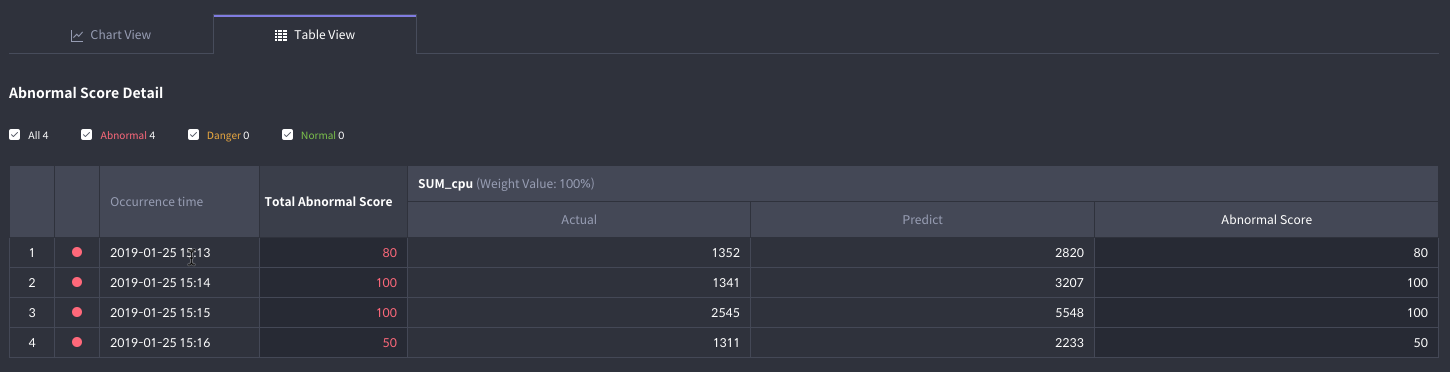 Chart View Table View
Abnormal Score Detail
All 4 Abnormal 4 Danger 0 Normal 0
Occurrence time Total Abnormal Score SUM_cpu (Weight Value: 100%)
Actual Predict Abnormal Score
1 2019-01-25 15:13 80 1352 2820 80
2 2019-01-25 15:14 100 1341 3207 100
3 2019-01-25 15:15 100 2545 5548 100
4 2019-01-25 15:16 50 1311 2233 50